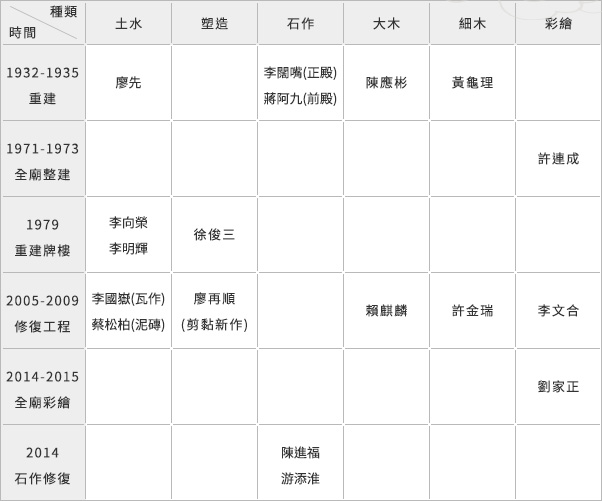 種類
時間
土水 塑造 石作 大木 細木 彩繪
1932-1935
重建
廖先
李闊嘴(正殿)
蔣阿九(前殿)
陳應彬
黃龜理
1971-1973
全廟整建
許連成
1979
重建牌樓
李向榮
李明輝
徐俊三
2005-2009
修復工程
李國嶽(瓦作)
蔡松柏(泥磚)
廖再順
(剪黏新作)
賴麒麟
許金瑞
李文合
2014-2015
全廟彩繪
劉家正
2014
石作修復
陳進福
游添淮